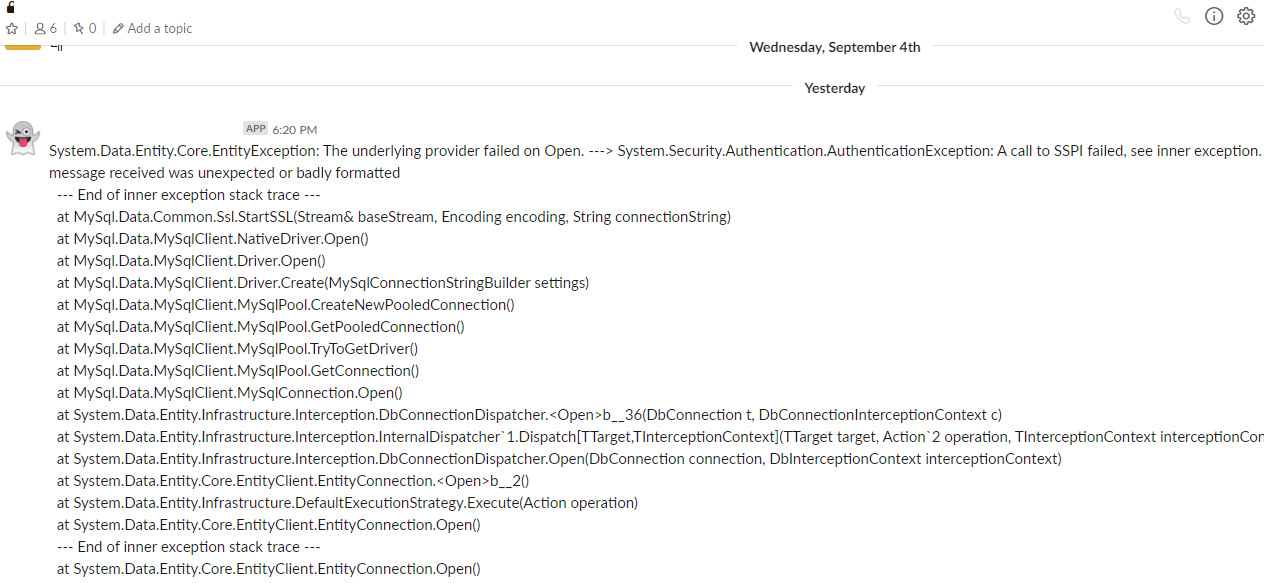 6 0 Add a topic
Wednesday, September 4th
Yesterday
APP 6:20 PM
System.Data.Entity.Core.EntityException: The underlying provider failed on Open. ---> System.Security.Authentication.AuthenticationException: A call to SSPI failed, see inner exception.
message received was unexpected or badly formatted
--- End of inner exception stack trace ---
at MySql.Data.Common.Ssl.StartSSL(Stream& baseStream, Encoding encoding, String connectionString)
at MySql.Data.MySqlClient.NativeDriver.Open()
at MySql.Data.MySqlClient.Driver.Open()
at MySql.Data.MySqlClient.Driver.Create(MySqlConnectionStringBuilder settings)
at MySql.Data.MySqlClient.MySqlPool.CreateNewPooledConnection()
at MySql.Data.MySqlClient.MySqlPool.GetPooledConnection()
at MySql.Data.MySqlClient.MySqlPool.TryToGetDriver()
at MySql.Data.MySqlClient.MySqlPool.GetConnection()
at MySql.Data.MySqlClient.MySqlConnection.Open()
at System.Data.Entity.Infrastructure.Interception.DbConnectionDispatcher.<Open>b__36(DbConnection t, DbConnectionInterceptionContext c)
at System.Data.Entity.Infrastructure.Interception.InternalDispatcher`1.Dispatch[TTarget,TInterceptionContext](TTarget target, Action`2 operation, TInterceptionContext interceptionCon
at System.Data.Entity.Infrastructure.Interception.DbConnectionDispatcher.Open(DbConnection connection, DbInterceptionContext interceptionContext)
at System.Data.Entity.Core.EntityClient.EntityConnection.<Open>b__2()
at System.Data.Entity.Infrastructure.DefaultExecutionStrategy.Execute(Action operation)
at System.Data.Entity.Core.EntityClient.EntityConnection.Open()
--- End of inner exception stack trace ---
at System.Data.Entity.Core.EntityClient.EntityConnection.Open()